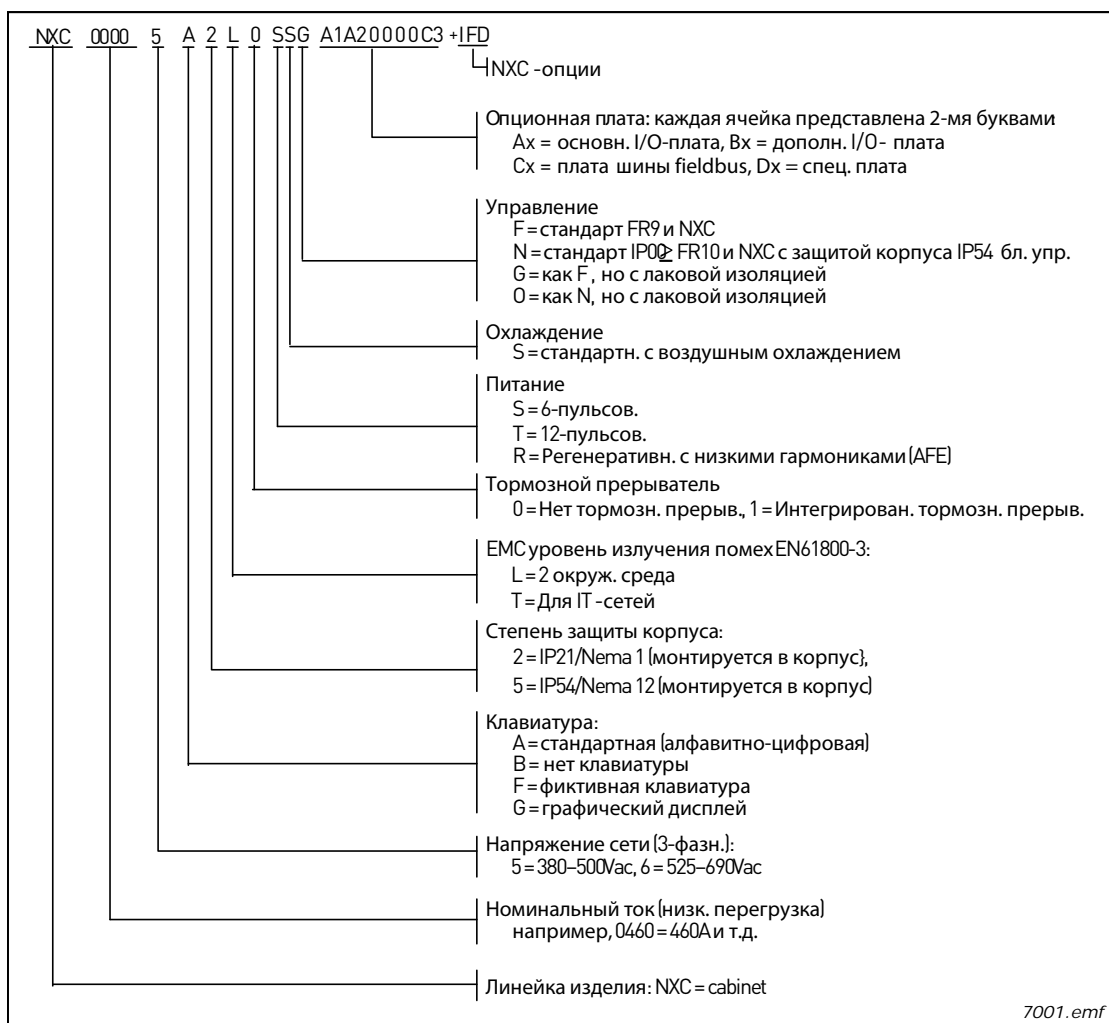 NXC 0000 5 A 2 L 0 SSG A1A20000C3 +IFD
NXC -опции
Опционная плата: каждая ячейка представлена 2-мя буквами
Ax = основн. I/O-плата, Bx = дополн. I/O- плата
Cx = плата шины fieldbus, Dx = спец. плата
Управление
F = стандарт FR9 и NXC
N = стандарт IP00≥ FR10 и NXC с защитой корпуса IP54 бл. упр.
G = как F, но с лаковой изоляцией
O = как N, но с лаковой изоляцией
Охлаждение
S = стандартн. с воздушным охлаждением
Питание
S = 6-пульсов.
T = 12-пульсов.
R = Регенеративн. с низкими гармониками (AFE)
Тормозной прерыватель
0 = Нет тормозн. прерыв., 1 = Интегрирован. тормозн. прерыв.
EMC уровень излучения помех EN61800-3:
L = 2 окруж. среда
T = Для IT -сетей
Степень защиты корпуса:
2 = IP21/Nema 1 (монтируется в корпус},
5 = IP54/Nema 12 (монтируется в корпус)
Клавиатура:
A = стандартная (алфавитно-цифровая)
B = нет клавиатуры
F = фиктивная клавиатура
G = графический дисплей
Напряжение сети (3-фазн.):
5 = 380–500Vac, 6 = 525–690Vac
Номинальный ток (низк. перегрузка)
например, 0460 = 460A и т.д.
Линейка изделия: NXC = cabinet
7001.emf